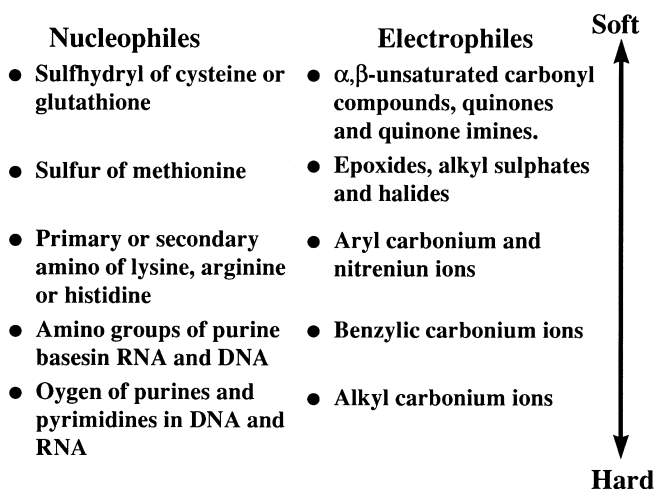 Soft
Nucleophiles
Electrophiles
● Sulfhydryl of cysteine or
glutathione
● α,β-unsaturated carbonyl
compounds, quinones
and quinone imines.
● Sulfur of methionine
● Epoxides, alkyl sulphates
and halides
● Primary or secondary
amino of lysine, arginine
or histidine
● Aryl carbonium and
nitreniun ions
● Amino groups of purine
basesin RNA and DNA
● Benzylic carbonium ions
● Oygen of purines and
pyrimidines in DNA and
RNA
● Alkyl carbonium ions
Hard